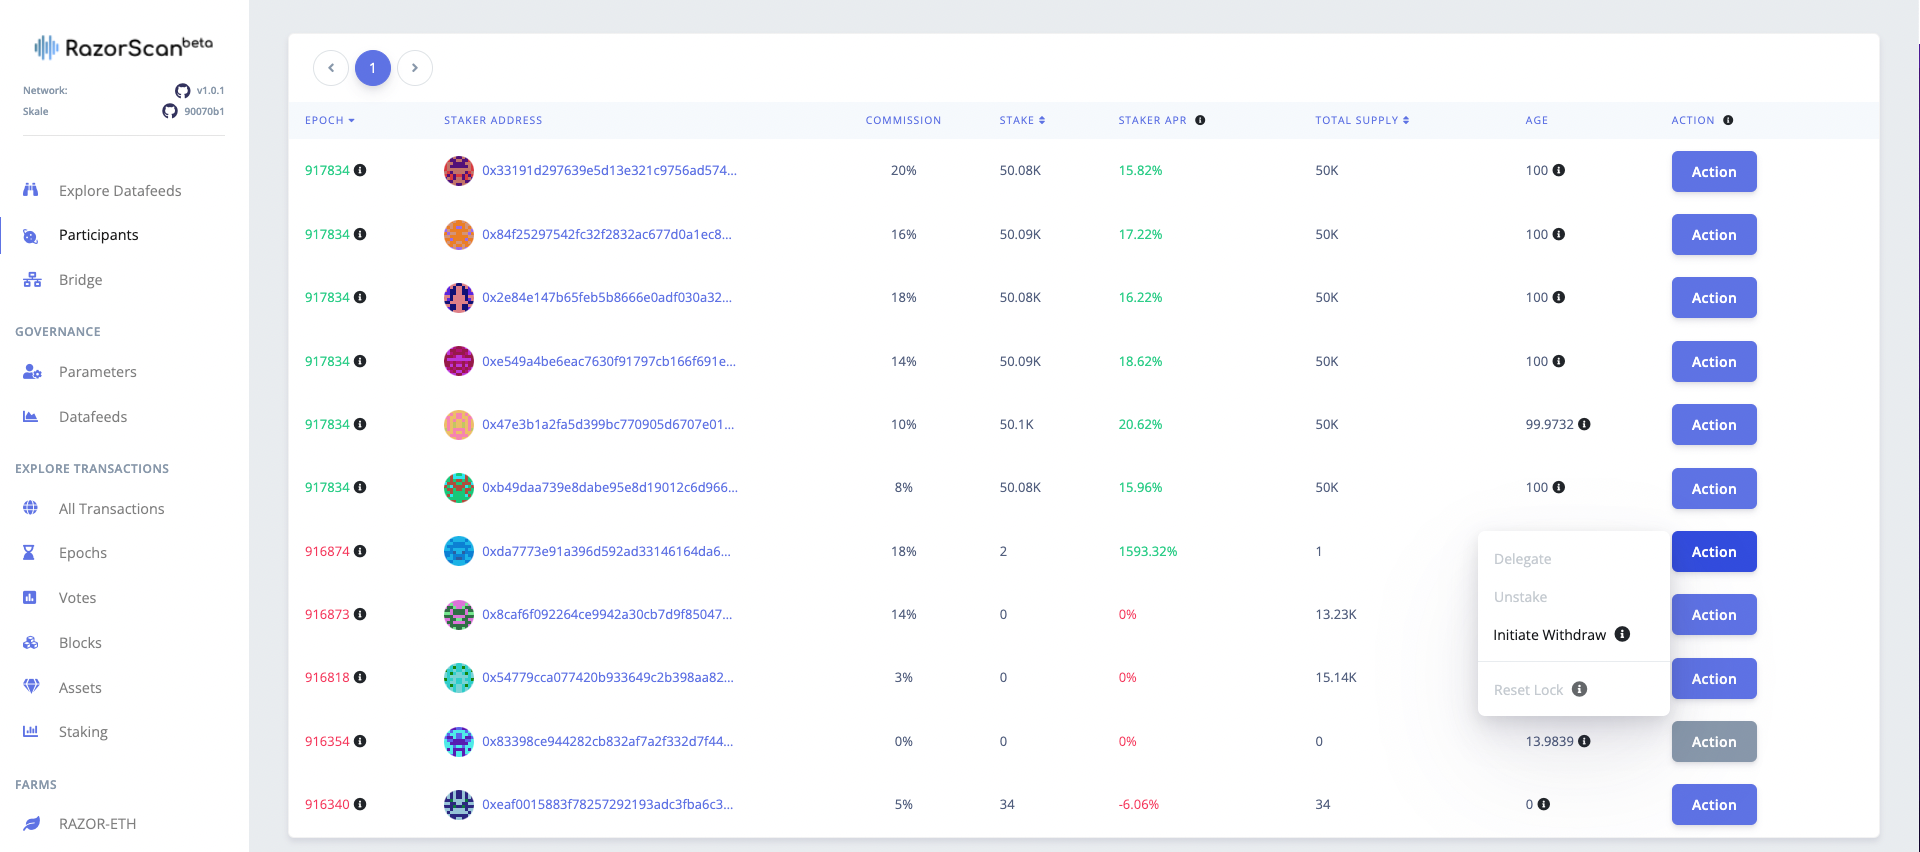 RazorScan beta
Network: v1.0.1
Skale 90070b1
Explore Datafeeds
Participants
Bridge
GOVERNANCE
Parameters
Datafeeds
EXPLORE TRANSACTIONS
All Transactions
Epochs
Votes
Blocks
Assets
Staking
FARMS
RAZOR-ETH
1
EPOCH STAKER ADDRESS COMMISSION STAKE STAKER APR TOTAL SUPPLY AGE ACTION
917834 0x33191d297639e5d13e321c9756ad574... 20% 50.08K 15.82% 50K 100 Action
917834 0x84f25297542fc32f2832ac677d0a1ec8... 16% 50.09K 17.22% 50K 100 Action
917834 0x2e84e147b65feb5b8666e0adf030a32... 18% 50.08K 16.22% 50K 100 Action
917834 0xe549a4be6eac7630f91797cb166f691e... 14% 50.09K 18.62% 50K 100 Action
917834 0x47e3b1a2fa5d399bc770905d6707e01... 10% 50.1K 20.62% 50K 99.9732 Action
917834 0xb49daa739e8dabe95e8d19012c6d966... 8% 50.08K 15.96% 50K 100 Action
916874 0xda7773e91a396d592ad33146164da6... 18% 2 1593.32% 1 Action
916873 0x8caf6f092264ce9942a30cb7d9f85047... 14% 0 0% 13.23K Action
916818 0x54779cca077420b933649c2b398aa82... 3% 0 0% 15.14K Action
916354 0x83398ce944282cb832af7a2f332d7f44... 0% 0 0% 0 13.9839 Action
916340 0xeaf0015883f78257292193adc3fba6c3... 5% 34 -6.06% 34 0 Action
Delegate
Unstake
Initiate Withdraw
Reset Lock